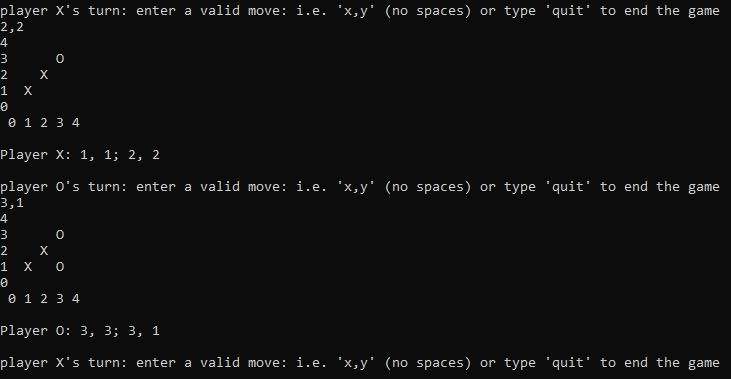 player X's turn: enter a valid move: i.e. 'x,y' (no spaces) or type 'quit' to end the game
2,2
4
3      O
2    X
1  X
0
 0 1 2 3 4
Player X: 1, 1; 2, 2
player O's turn: enter a valid move: i.e. 'x,y' (no spaces) or type 'quit' to end the game
3,1
4
3      O
2    X
1  X   O
0
 0 1 2 3 4
Player O: 3, 3; 3, 1
player X's turn: enter a valid move: i.e. 'x,y' (no spaces) or type 'quit' to end the game